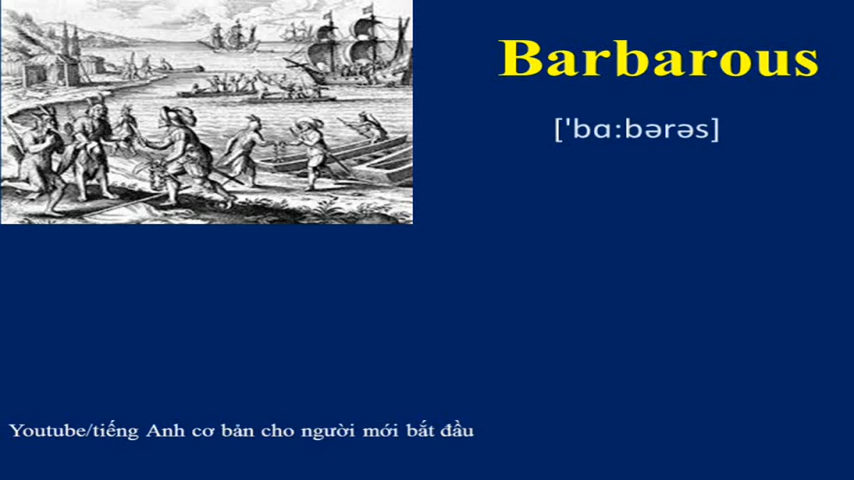 Barbarous
['bɑ:bərəs]
Youtube/tiếng Anh cơ bản cho người mới bắt đầu